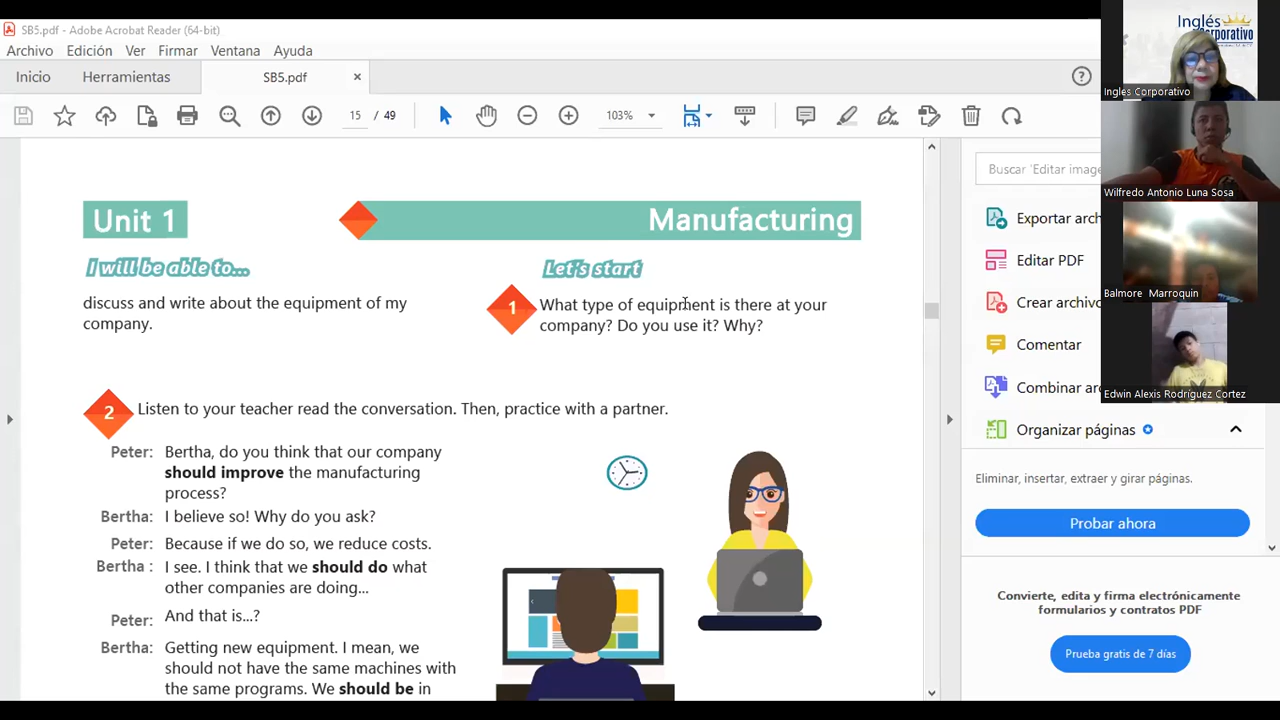 SB5.pdf - Adobe Acrobat Reader (64-bit)
Archivo Edición Ver Firmar Ventana Ayuda
Inicio Herramientas SB5.pdf ×
15 / 49 103%
Unit 1
Manufacturing
I will be able to...
discuss and write about the equipment of my
company.
Let's start
1 What type of equipment is there at your
company? Do you use it? Why?
2 Listen to your teacher read the conversation. Then, practice with a partner.
Peter: Bertha, do you think that our company
should improve the manufacturing
process?
Bertha: I believe so! Why do you ask?
Peter: Because if we do so, we reduce costs.
Bertha : I see. I think that we should do what
other companies are doing...
Peter: And that is...?
Bertha: Getting new equipment. I mean, we
should not have the same machines with
the same programs. We should be in
Buscar 'Editar image
Exportar arch
Editar PDF
Crear archivo
Comentar
Combinar ar
Organizar páginas
Eliminar, insertar, extraer y girar páginas.
Probar ahora
Convierte, edita y firma electrónicamente
formularios y contratos PDF
Prueba gratis de 7 días
Inglés
Corporativo
Ingles Corporativo
Wilfredo Antonio Luna Sosa
Balmore Marroquin
Edwin Alexis Rodríguez Cortez